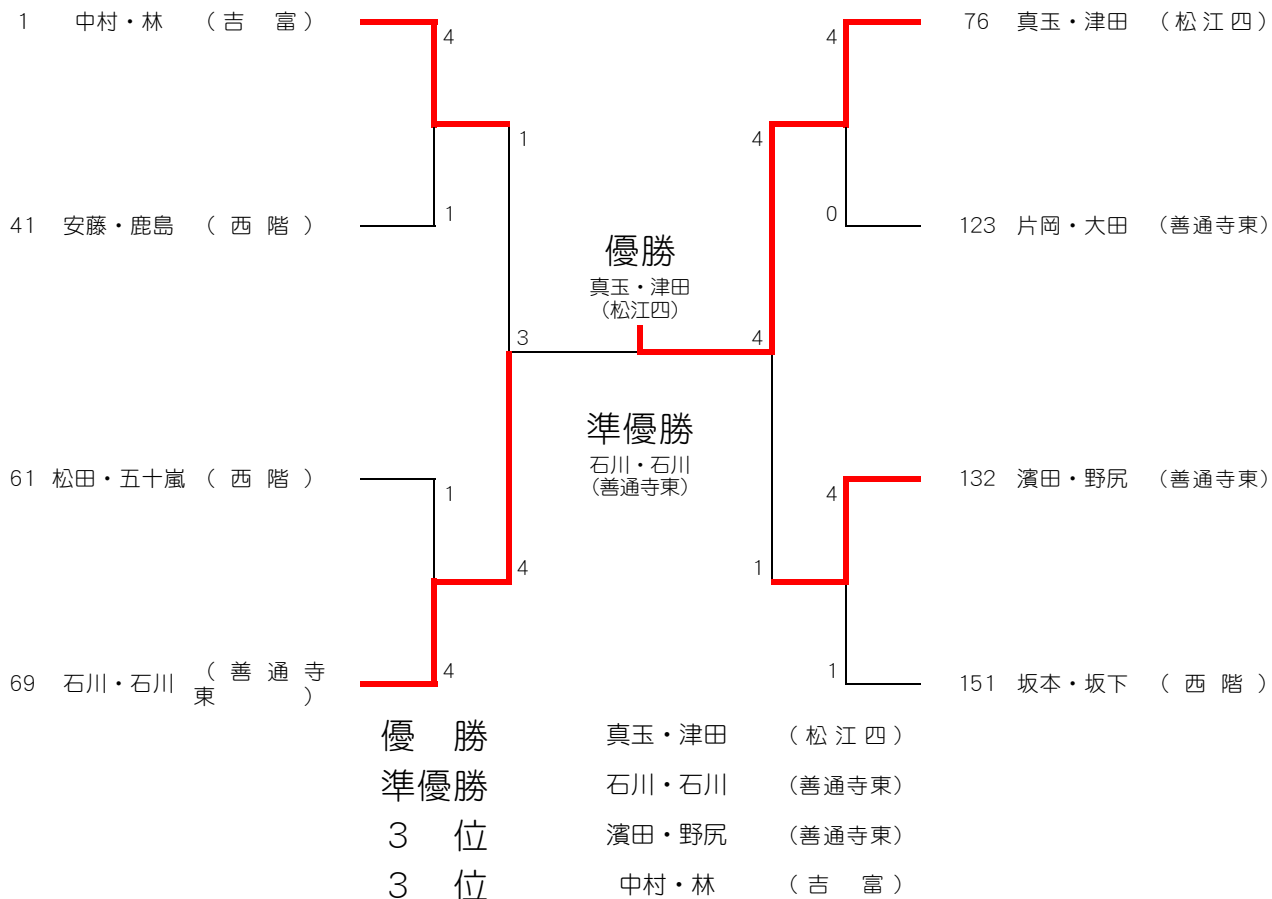 1 中村・林 （吉 富） 4 4 76 真玉・津田 （松江四）
1 4
41 安藤・鹿島 （西 階） 1 0 123 片岡・大田 （善通寺東）
優勝
真玉・津田
（松江四）
3 4
準優勝
石川・石川
（善通寺東）
61 松田・五十嵐 （西 階） 1 4 132 濱田・野尻 （善通寺東）
4 1
69 石川・石川 （善通寺東） 4 1 151 坂本・坂下 （西 階）
優 勝 真玉・津田 （松江四）
準優勝 石川・石川 （善通寺東）
3 位 濱田・野尻 （善通寺東）
3 位 中村・林 （吉 富）